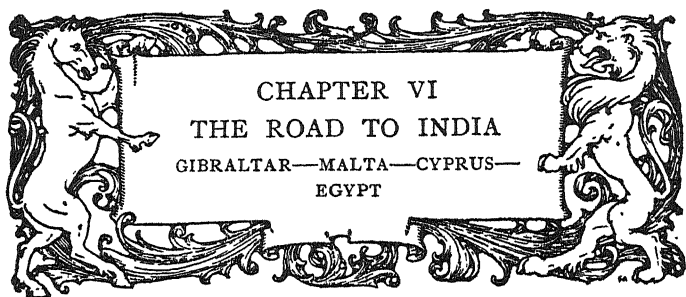 CHAPTER VI
THE ROAD TO INDIA
GIBRALTAR—MALTA—CYPRUS—
EGYPT